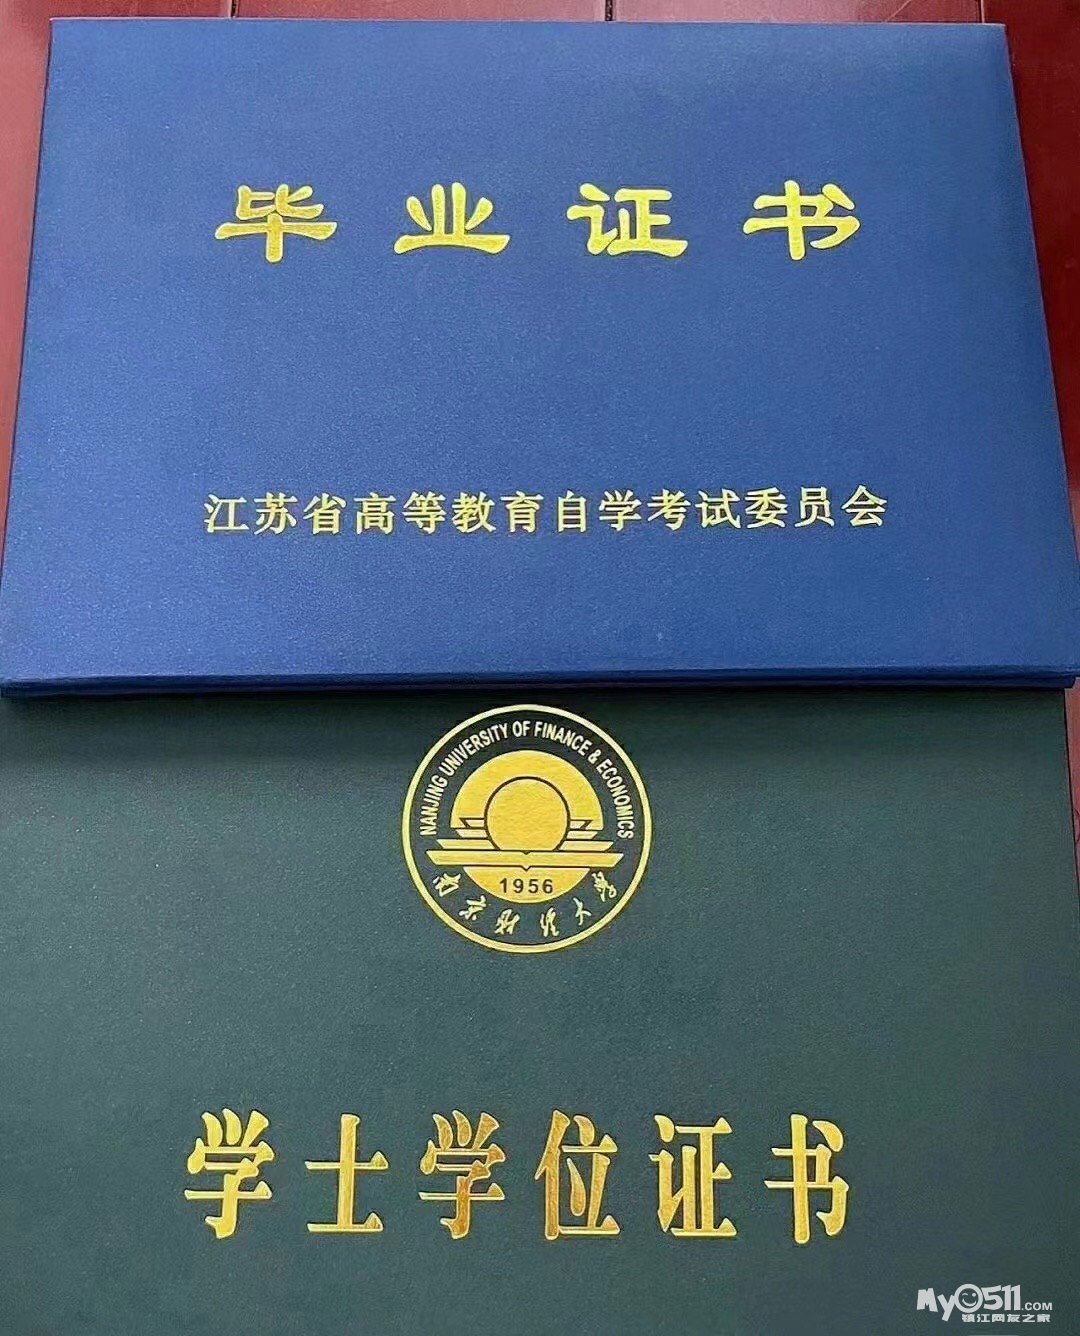 毕业证书
江苏省高等教育自学考试委员会
NANJING UNIVERSITY OF FINANCE & ECONOMICS
1956
南京财经大学
学士学位证书
My0511.COM
镇江网友之家